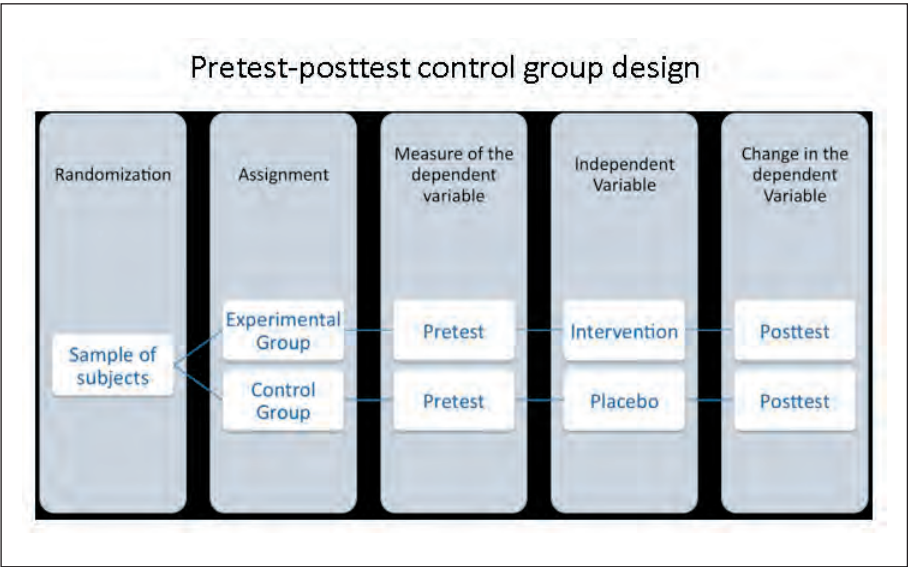 Pretest-posttest control group design
Randomization
Sample of
subjects
Assignment
Experimental
Group
Control
Group
Measure of the
dependent
variable
Pretest
Pretest
Independent
Variable
Intervention
Placebo
Change in the
dependent
Variable
Posttest
Posttest